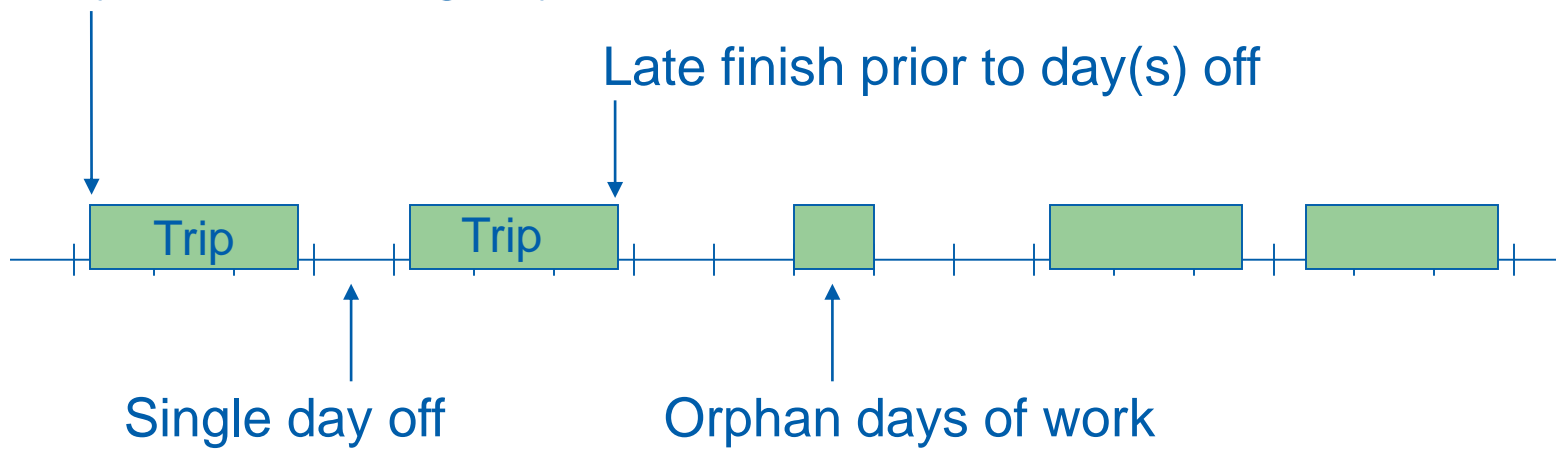 Late finish prior to day(s) off
Trip
Trip
Single day off
Orphan days of work